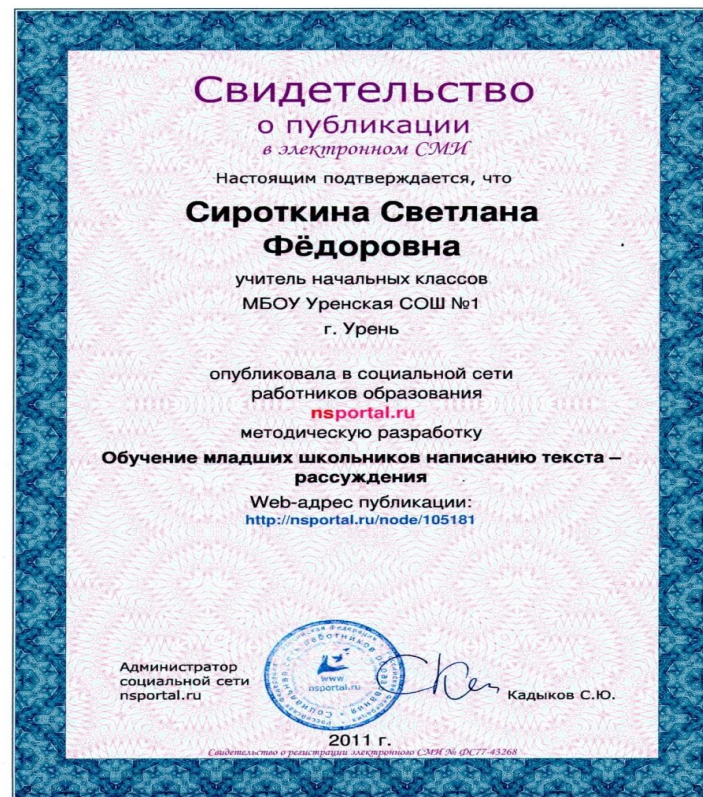 Свидетельство
о публикации
в электронном СМИ
Настоящим подтверждается, что
Сироткина Светлана
Фёдоровна
учитель начальных классов
МБОУ Уренская СОШ №1
г. Урень
опубликовала в социальной сети
работников образования
nsportal.ru
методическую разработку
Обучение младших школьников написанию текста –
рассуждения
Web-адрес публикации:
http://nsportal.ru/node/105181
Администратор
социальной сети
nsportal.ru
www
nsportal.ru
Кадыков С.Ю.
2011 г.
Свидетельство о регистрации электронного СМИ № ФС77-43268